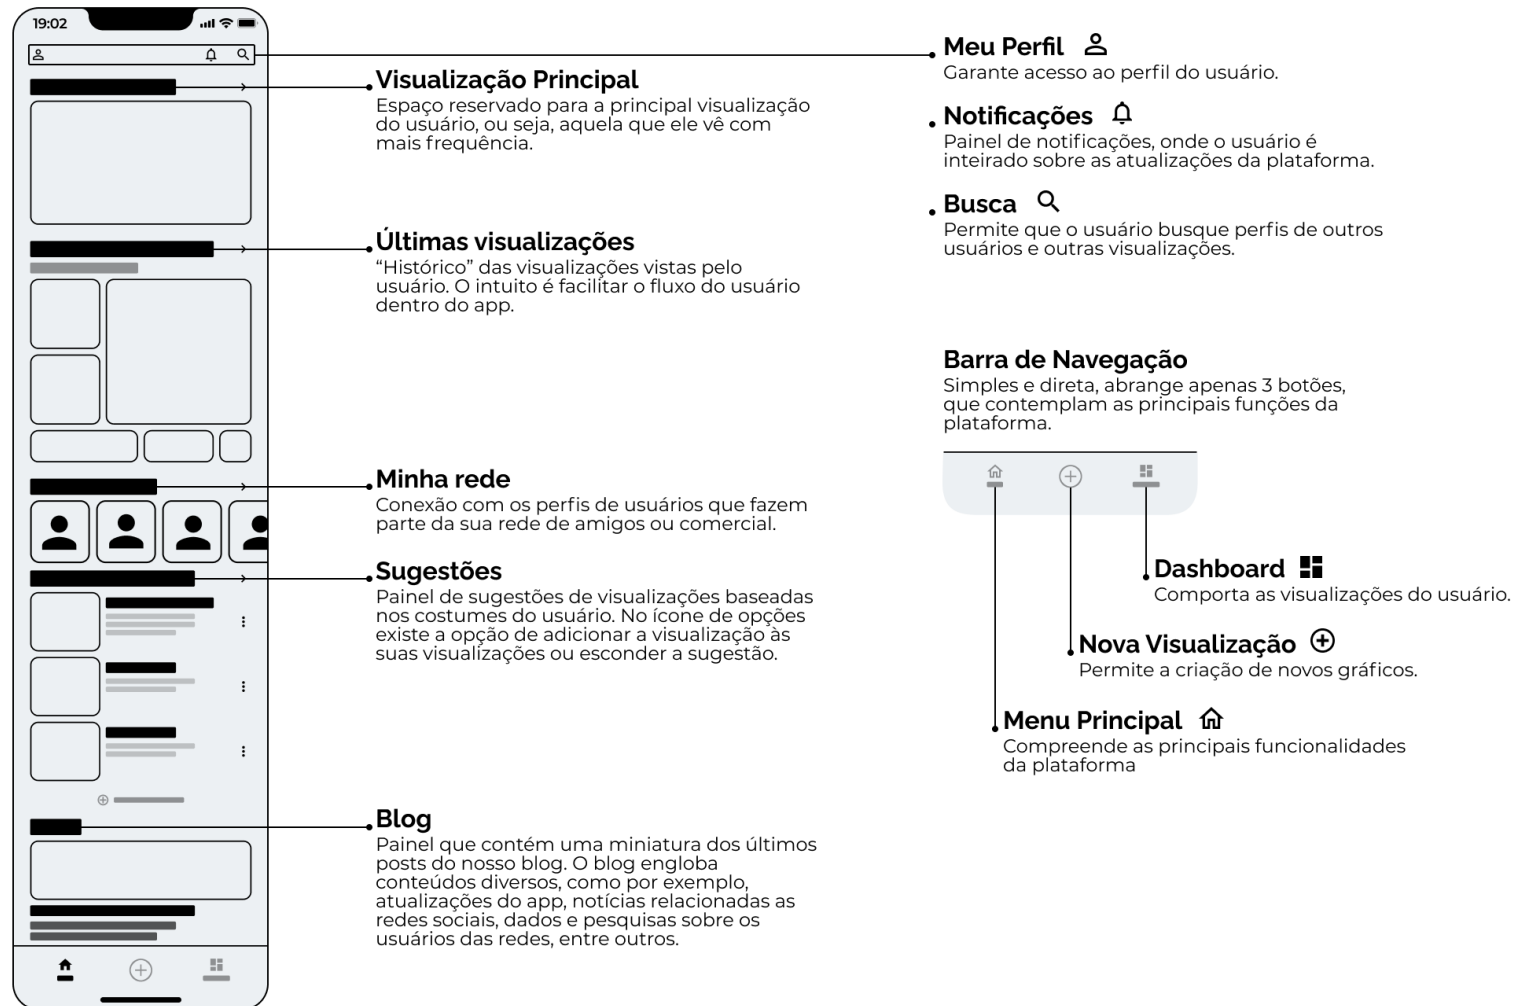 19:02
Visualização Principal
Espaço reservado para a principal visualização
do usuário, ou seja, aquela que ele vê com
mais frequência.
Últimas visualizações
“Histórico” das visualizações vistas pelo
usuário. O intuito é facilitar o fluxo do usuário
dentro do app.
Minha rede
Conexão com os perfis de usuários que fazem
parte da sua rede de amigos ou comercial.
Sugestões
Painel de sugestões de visualizações baseadas
nos costumes do usuário. No ícone de opções
existe a opção de adicionar a visualização às
suas visualizações ou esconder a sugestão.
Blog
Painel que contém uma miniatura dos últimos
posts do nosso blog. O blog engloba
conteúdos diversos, como por exemplo,
atualizações do app, notícias relacionadas as
redes sociais, dados e pesquisas sobre os
usuários das redes, entre outros.
Meu Perfil
Garante acesso ao perfil do usuário.
Notificações
Painel de notificações, onde o usuário é
inteirado sobre as atualizações da plataforma.
Busca
Permite que o usuário busque perfis de outros
usuários e outras visualizações.
Barra de Navegação
Simples e direta, abrange apenas 3 botões,
que contemplam as principais funções da
plataforma.
Dashboard
Comporta as visualizações do usuário.
Nova Visualização
Permite a criação de novos gráficos.
Menu Principal
Compreende as principais funcionalidades
da plataforma